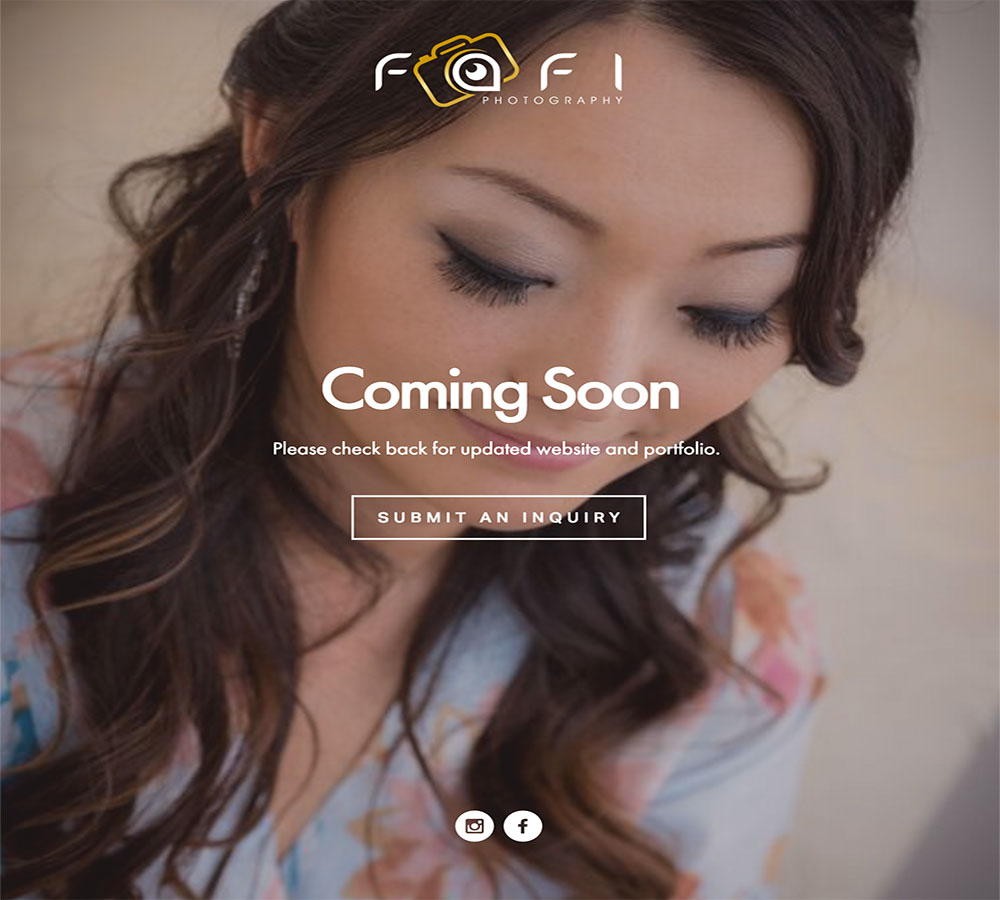 FAFI
PHOTOGRAPHY
Coming Soon
Please check back for updated website and portfolio.
SUBMIT AN INQUIRY